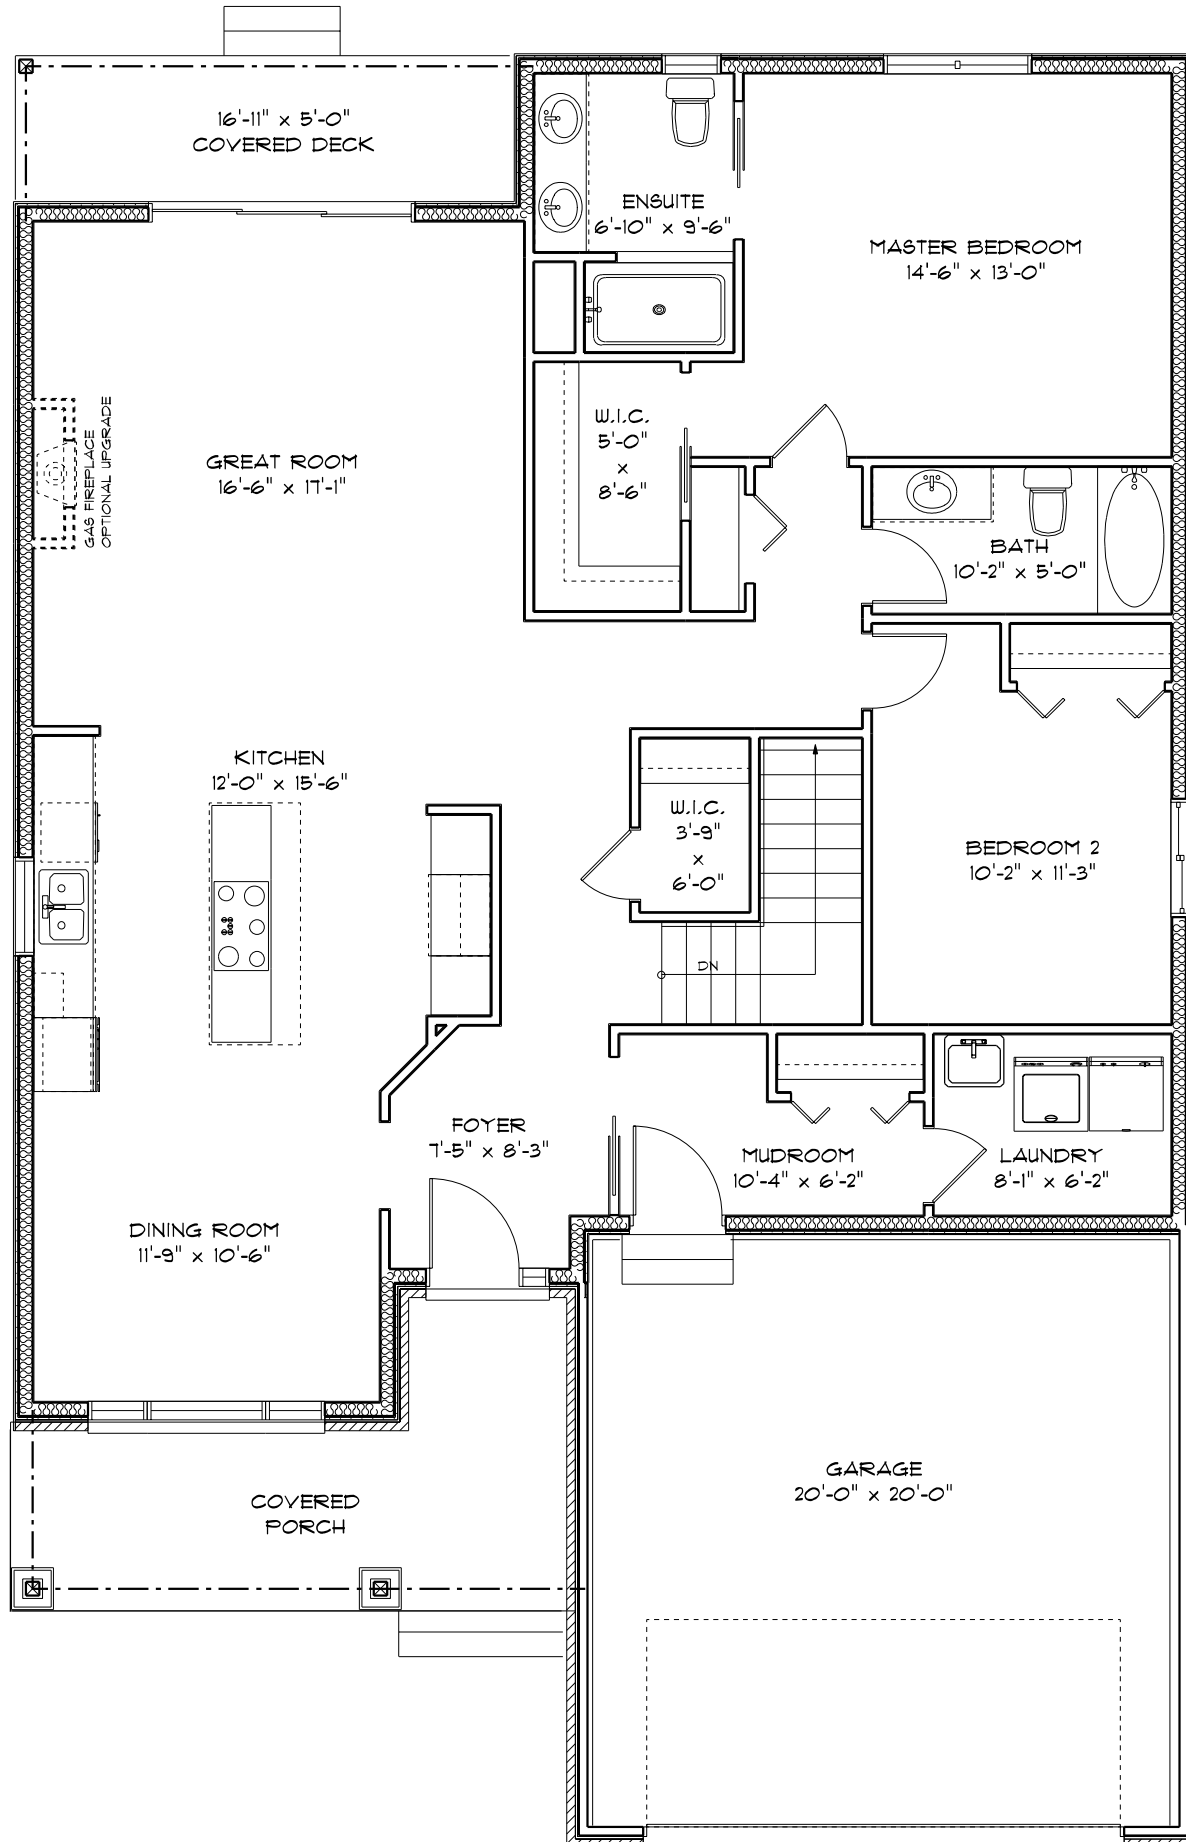 16'-11" x 5'-0"
COVERED DECK
ENSUITE
6'-10" x 9'-6"
MASTER BEDROOM
14'-6" x 13'-0"
W.I.C.
5'-0"
x
8'-6"
GREAT ROOM
16'-6" x 17'-1"
GAS FIREPLACE
OPTIONAL UPGRADE
BATH
10'-2" x 5'-0"
KITCHEN
12'-0" x 15'-6"
W.I.C.
3'-9"
x
6'-0"
BEDROOM 2
10'-2" x 11'-3"
DN
FOYER
7'-5" x 8'-3"
MUDROOM
10'-4" x 6'-2"
LAUNDRY
8'-1" x 6'-2"
DINING ROOM
11'-9" x 10'-6"
GARAGE
20'-0" x 20'-0"
COVERED
PORCH